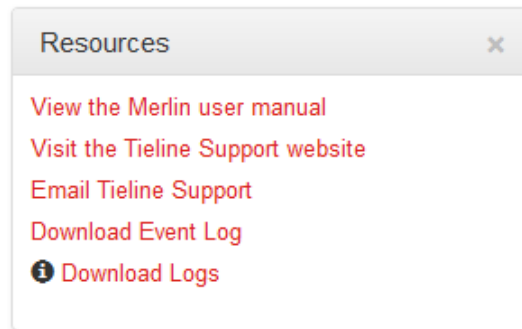 Resources
View the Merlin user manual
Visit the Tieline Support website
Email Tieline Support
Download Event Log
Download Logs